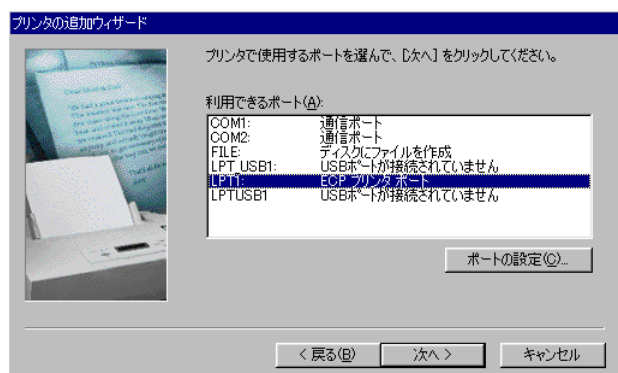 プリンタの追加ウィザード
プリンタで使用するポートを選んで、[次へ] をクリックしてください。
利用できるポート(A):
COM1: 通信ポート
COM2: 通信ポート
FILE: ディスクにファイルを作成
LPT_USB1: USBポートが接続されていません
LPT1: ECP プリンタ ポート
LPTUSB1 USBポートが接続されていません
ポートの設定(C)...
< 戻る(B)
次へ >
キャンセル